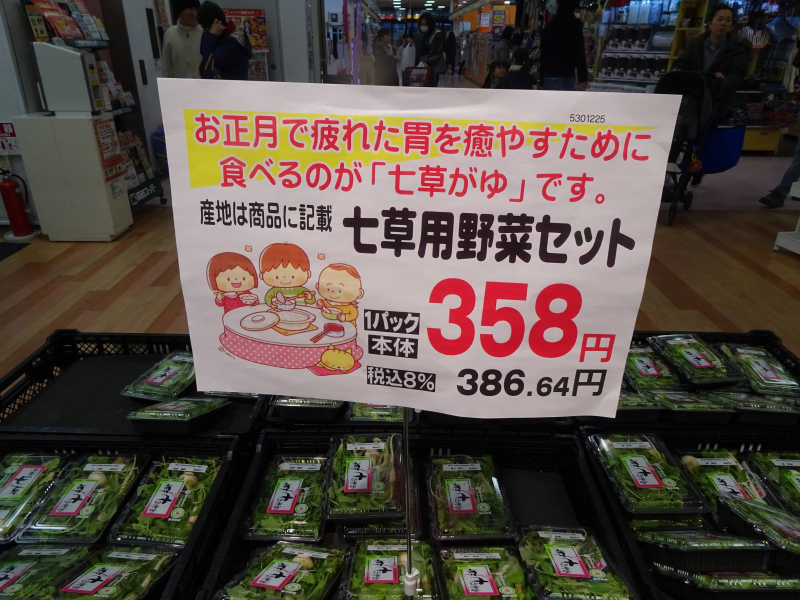 5301225
お正月で疲れた胃を癒やすために
食べるのが「七草がゆ」です。
産地は商品に記載
七草用野菜セット
1パック
本体
358円
税込8%
386.64円